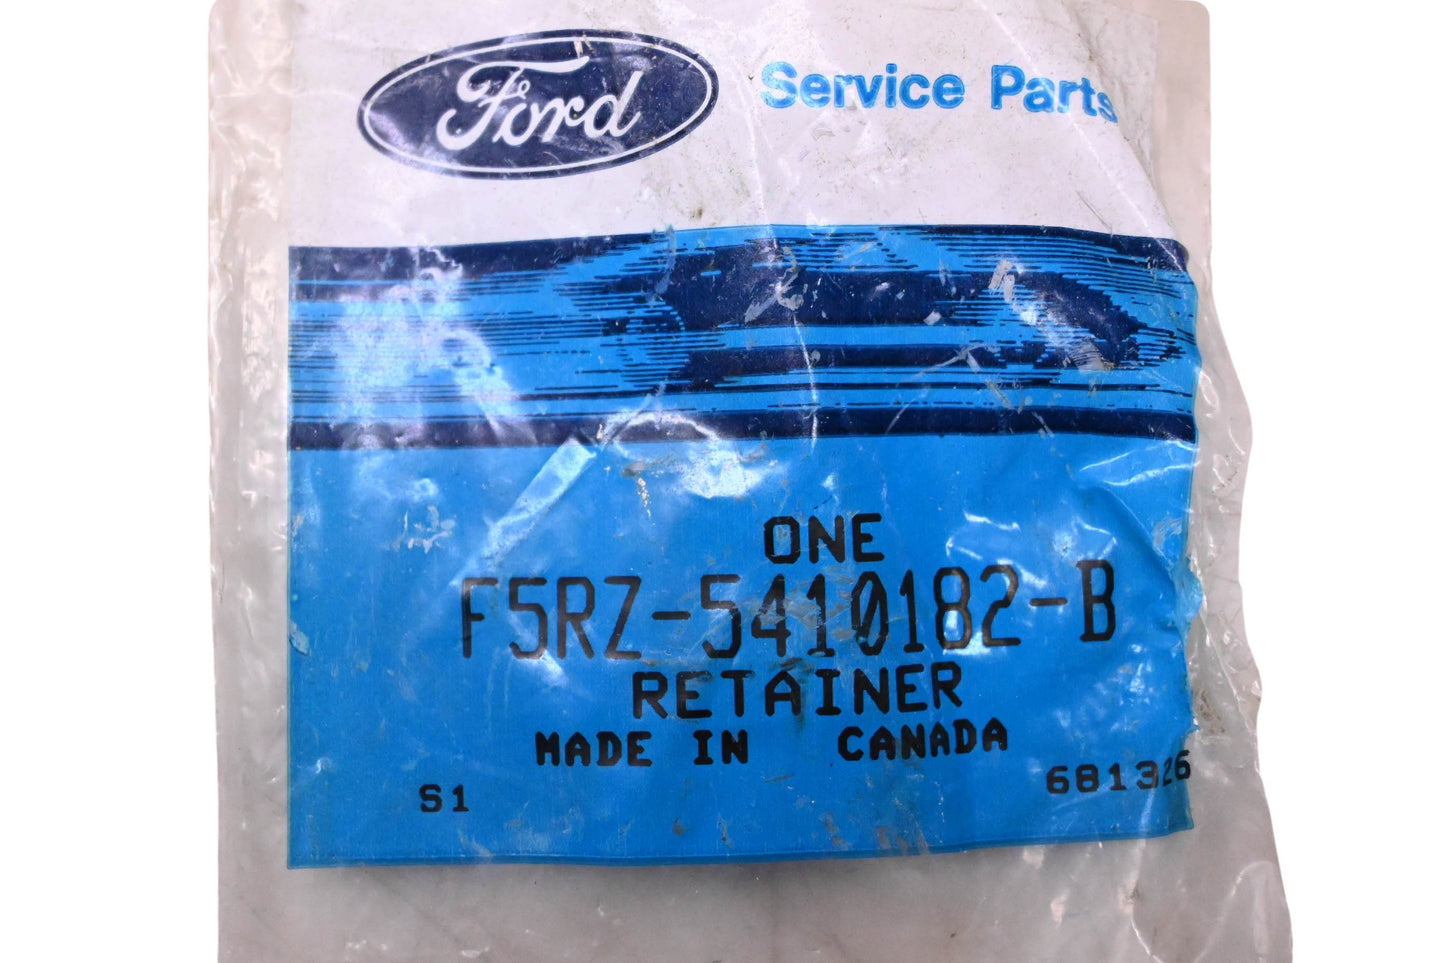 Ford Service Parts
ONE
F5RZ-5410182-B
RETAINER
MADE IN CANADA
S1 681326